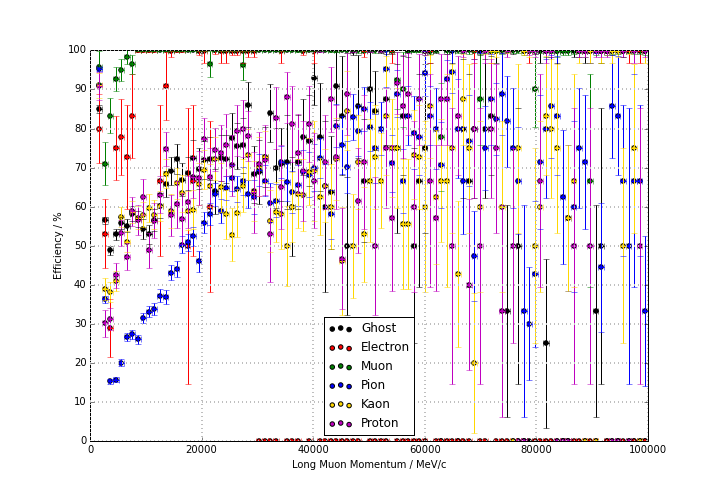 100
90
80
70
60
50
40
30
20
10
0
Efficiency / %
Ghost
Electron
Muon
Pion
Kaon
Proton
0 20000 40000 60000 80000 100000
Long Muon Momentum / MeV/c